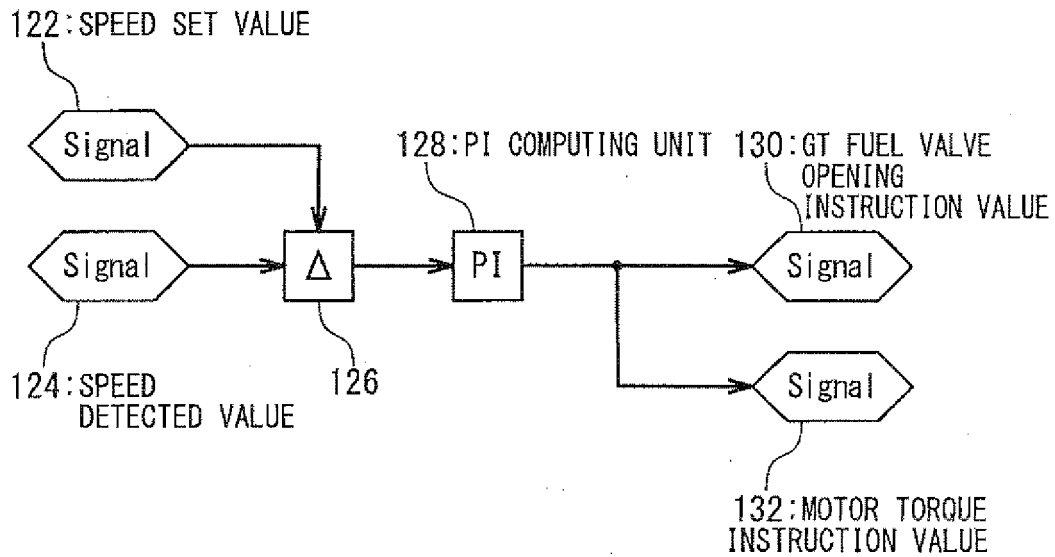 122:SPEED SET VALUE
Signal
128:PI COMPUTING UNIT
130:GT FUEL VALVE
OPENING
INSTRUCTION VALUE
Signal
Δ
PI
Signal
124:SPEED
DETECTED VALUE
126
Signal
132:MOTOR TORQUE
INSTRUCTION VALUE